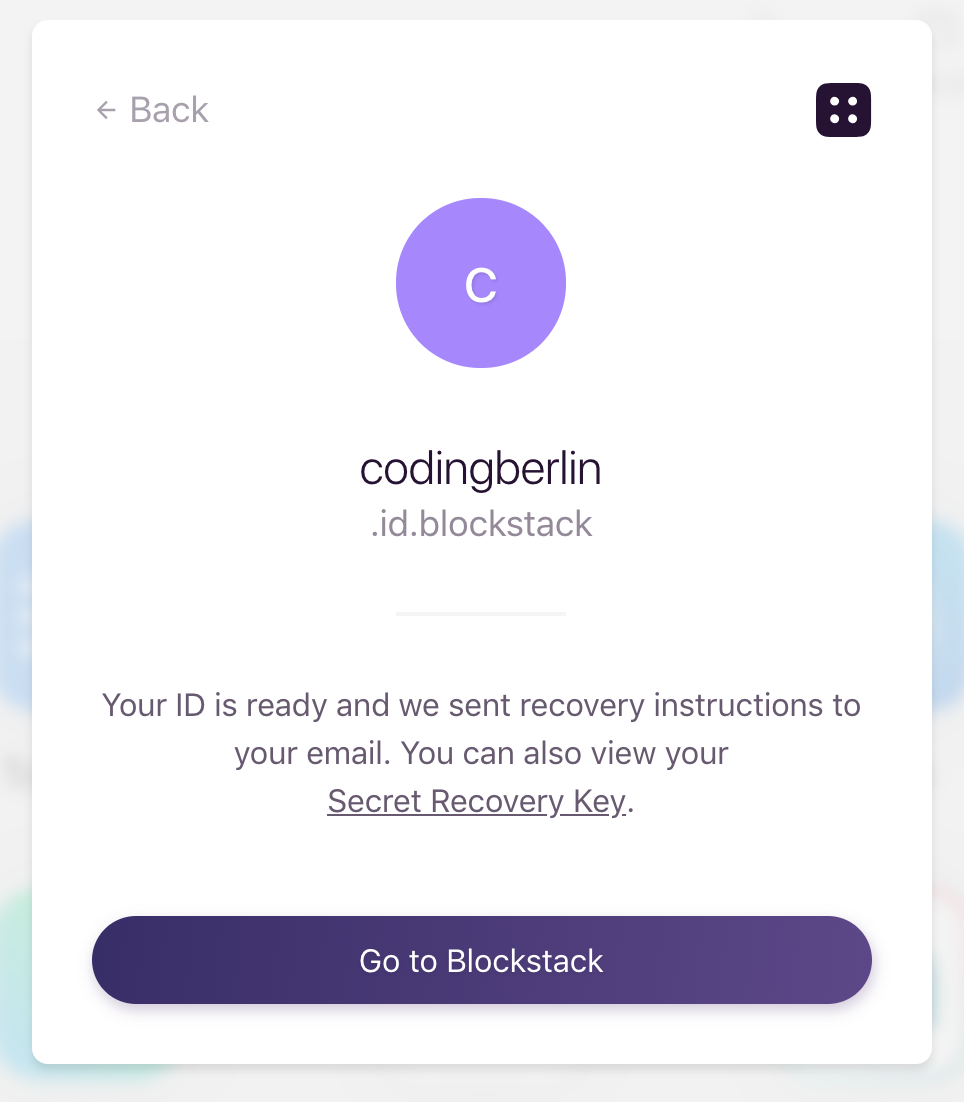 ← Back
C
codingberlin
.id.blockstack
Your ID is ready and we sent recovery instructions to
your email. You can also view your
Secret Recovery Key.
Go to Blockstack